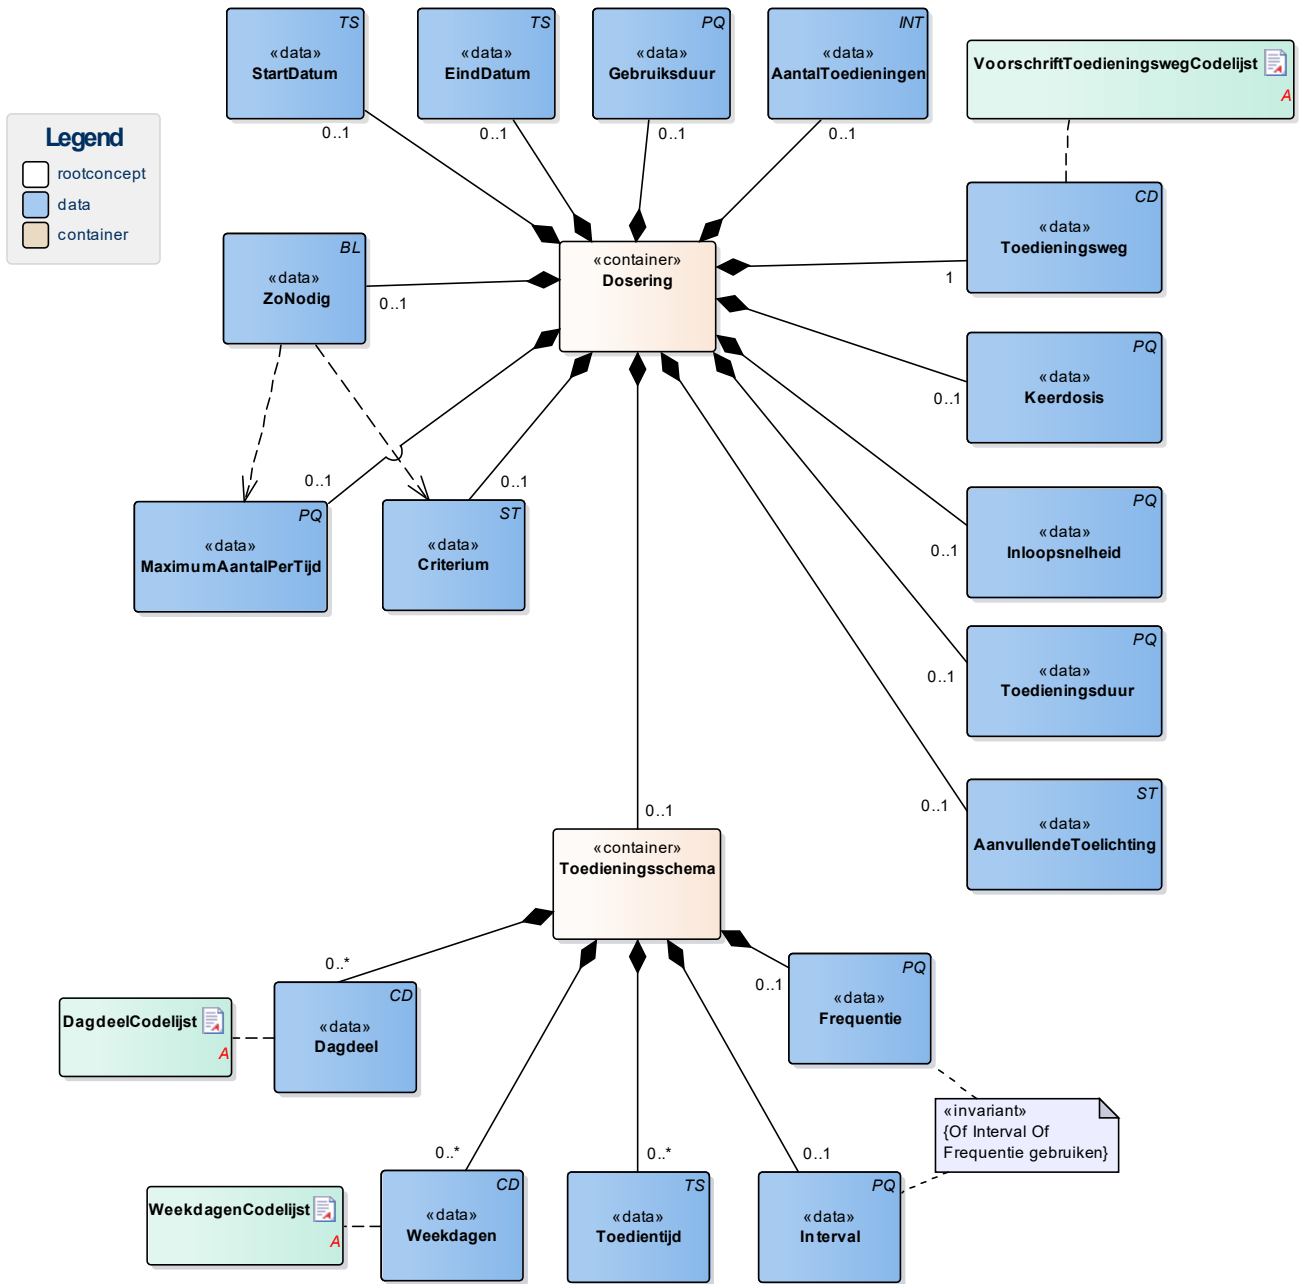 TS
«data»
StartDatum
0..1
TS
«data»
EindDatum
0..1
PQ
«data»
Gebruiksduur
0..1
INT
«data»
AantalToedieningen
0..1
VoorschriftToedieningswegCodelijst
A
Legend
rootconcept
data
container
CD
«data»
Toedieningsweg
1
BL
«data»
ZoNodig
0..1
«container»
Dosering
PQ
«data»
Keerdosis
0..1
PQ
«data»
MaximumAantalPerTijd
0..1
ST
«data»
Criterium
0..1
PQ
«data»
Inloopsnelheid
0..1
PQ
«data»
Toedieningsduur
0..1
ST
«data»
AanvullendeToelichting
0..1
0..1
«container»
Toedieningsschema
0..*
CD
«data»
Dagdeel
DagdeelCodelijst
A
PQ
«data»
Frequentie
0..1
«invariant»
{Of Interval Of
Frequentie gebruiken}
0..*
CD
«data»
Weekdagen
WeekdagenCodelijst
A
0..*
TS
«data»
Toedientijd
0..1
PQ
«data»
Interval